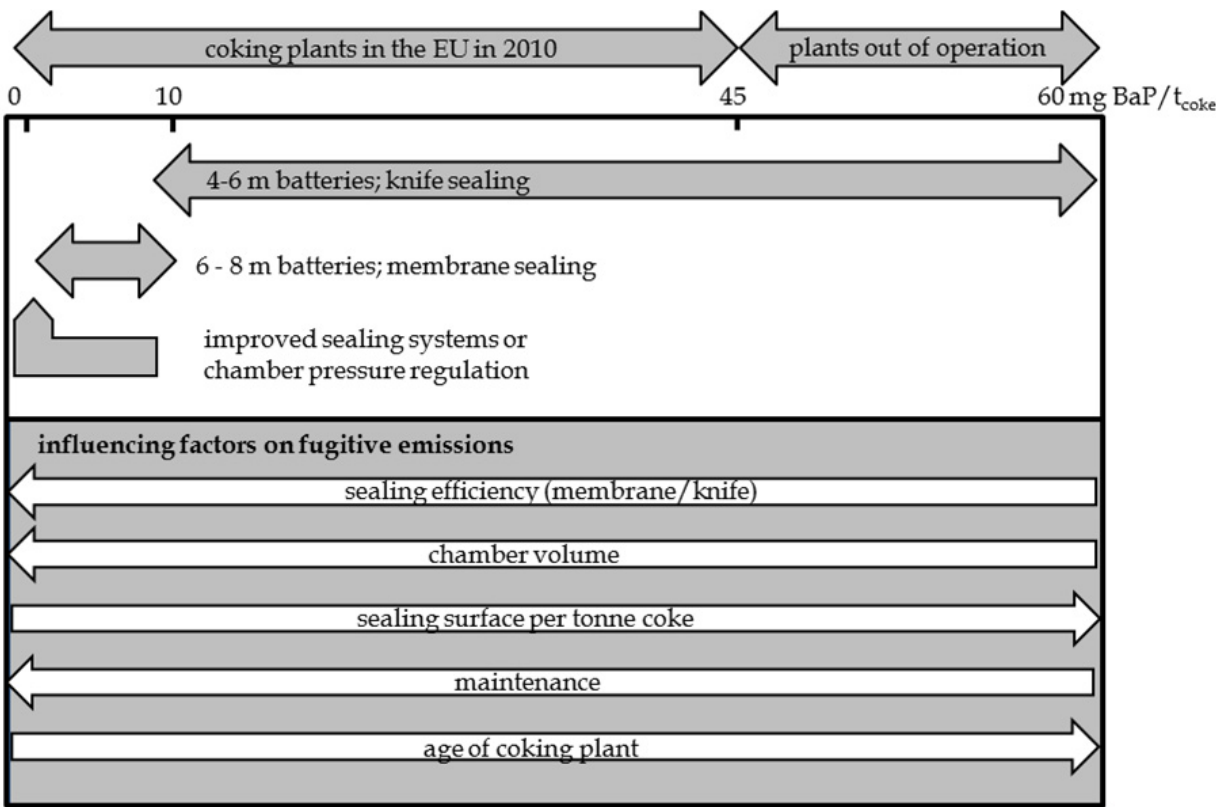 coking plants in the EU in 2010
plants out of operation
0
10
45
60 mg BaP/t_coke
4-6 m batteries; knife sealing
6 - 8 m batteries; membrane sealing
improved sealing systems or
chamber pressure regulation
influencing factors on fugitive emissions
sealing efficiency (membrane/knife)
chamber volume
sealing surface per tonne coke
maintenance
age of coking plant